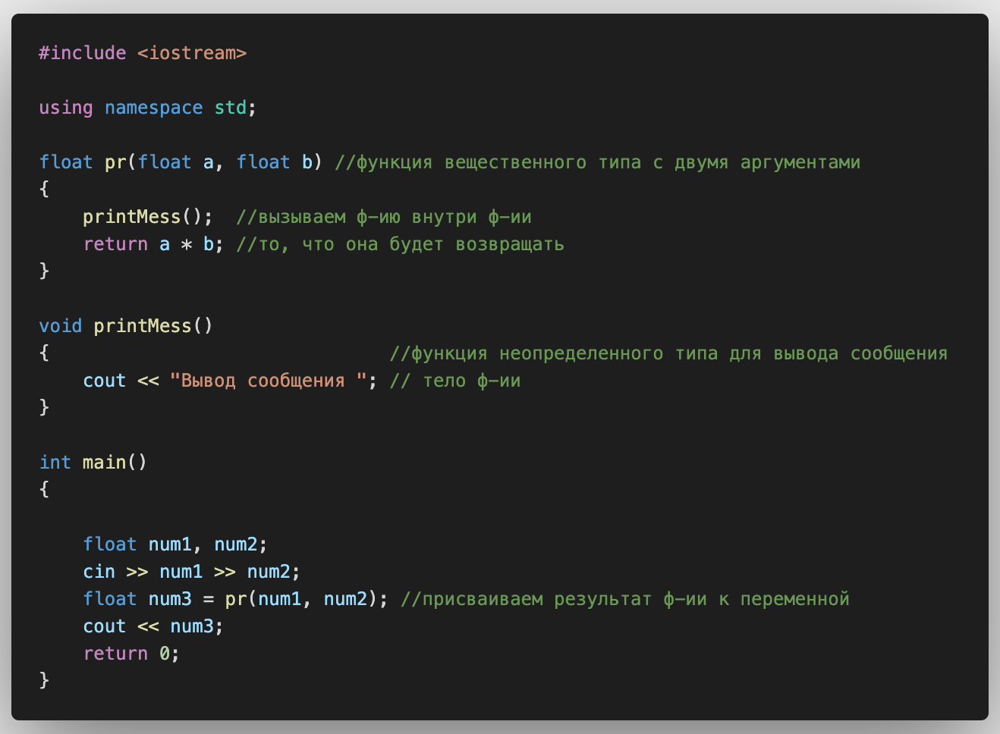 #include <iostream>
using namespace std;
float pr(float a, float b) //функция вещественного типа с двумя аргументами
{
    printMess();  //вызываем ф-ию внутри ф-ии
    return a * b; //то, что она будет возвращать
}
void printMess()
{                               //функция неопределенного типа для вывода сообщения
    cout << "Вывод сообщения "; // тело ф-ии
}
int main()
{
    float num1, num2;
    cin >> num1 >> num2;
    float num3 = pr(num1, num2); //присваиваем результат ф-ии к переменной
    cout << num3;
    return 0;
}